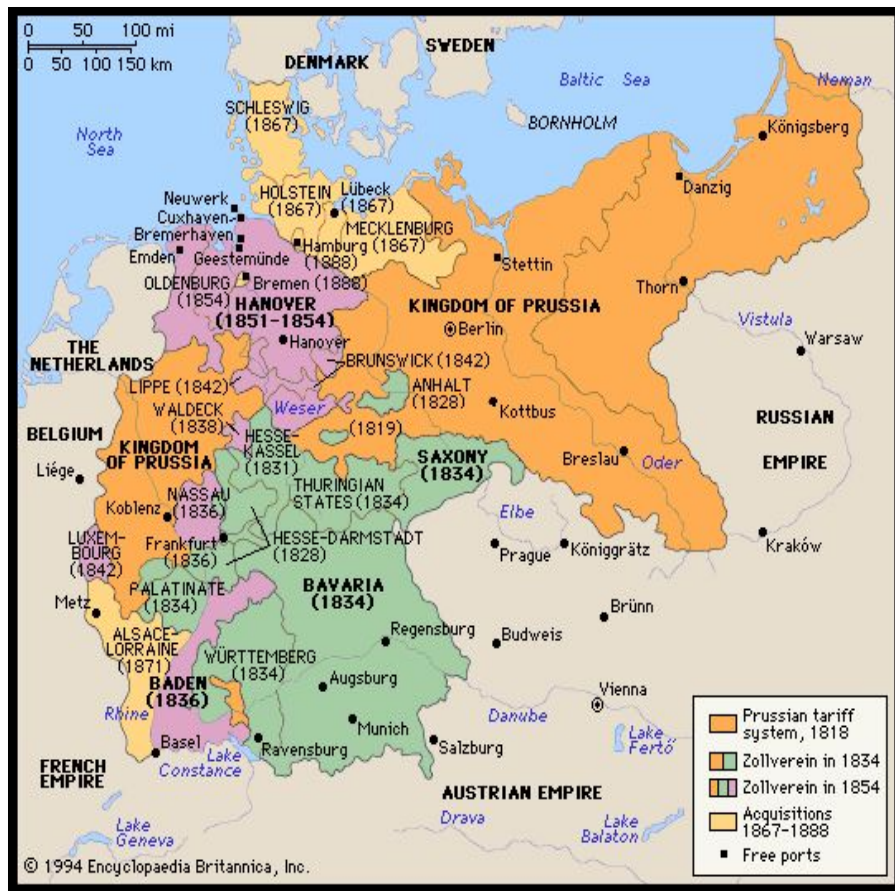 0 50 100 mi
0 50 100 150 km
SWEDEN
DENMARK
Baltic Sea
Neman
North
Sea
SCHLESWIG
(1867)
BORNHOLM
Königsberg
Danzig
Neuwerk
Cuxhaven
Bremerhaven
Emden
Geestemünde
HOLSTEIN
(1867)
Lübeck
(1867)
MECKLENBURG
(1867)
Hamburg
(1888)
Stettin
OLDENBURG
(1854)
Bremen (1888)
HANOVER
(1851-1854)
Hanover
KINGDOM OF PRUSSIA
Berlin
Thorn
Vistula
Warsaw
THE
NETHERLANDS
BRUNSWICK (1842)
LIPPE (1842)
Weser
ANHALT
(1828)
Kottbus
WALDECK
(1838)
(1819)
RUSSIAN
EMPIRE
BELGIUM
KINGDOM
OF PRUSSIA
HESSE-
KASSEL
(1831)
SAXONY
(1834)
Breslau
Oder
Liége
THURINGIAN
STATES (1834)
Koblenz
NASSAU
(1836)
Elbe
LUXEM-
BOURG
(1842)
Frankfurt
(1836)
HESSE-DARMSTADT
(1828)
Prague
Königgrätz
Kraków
PALATINATE
(1834)
BAVARIA
(1834)
Metz
Brünn
ALSACE-
LORRAINE
(1871)
Regensburg
Budweis
WÜRTTEMBERG
(1834)
BADEN
(1836)
Augsburg
Vienna
Rhine
Munich
Danube
Lake
Fertö
Basel
Lake
Constance
Ravensburg
Salzburg
FRENCH
EMPIRE
AUSTRIAN EMPIRE
Drava
Lake
Balaton
Lake
Geneva
Prussian tariff
system, 1818
Zollverein in 1834
Zollverein in 1854
Acquisitions
1867-1888
Free ports
© 1994 Encyclopaedia Britannica, Inc.